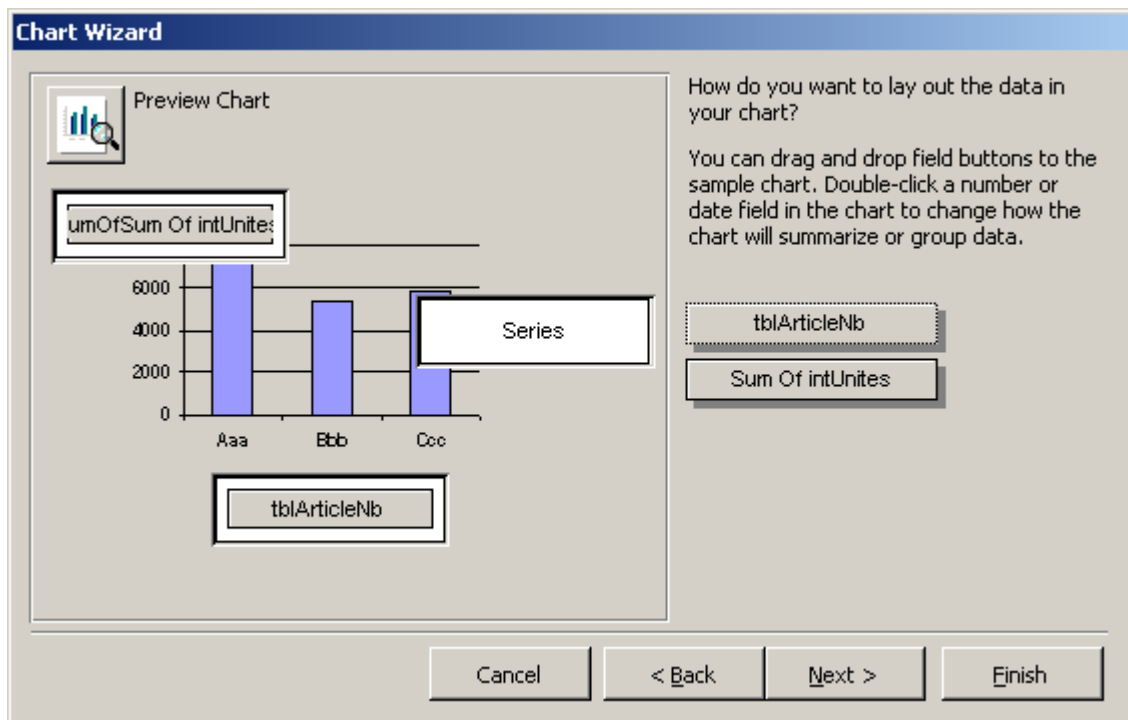 Chart Wizard
Preview Chart
How do you want to lay out the data in
your chart?
You can drag and drop field buttons to the
sample chart. Double-click a number or
date field in the chart to change how the
chart will summarize or group data.
umOfSum Of intUnites
6000
4000
2000
0
Aaa Bbb Ccc
Series
tblArticleNb
tblArticleNb
Sum Of intUnites
Cancel
< Back
Next >
Finish